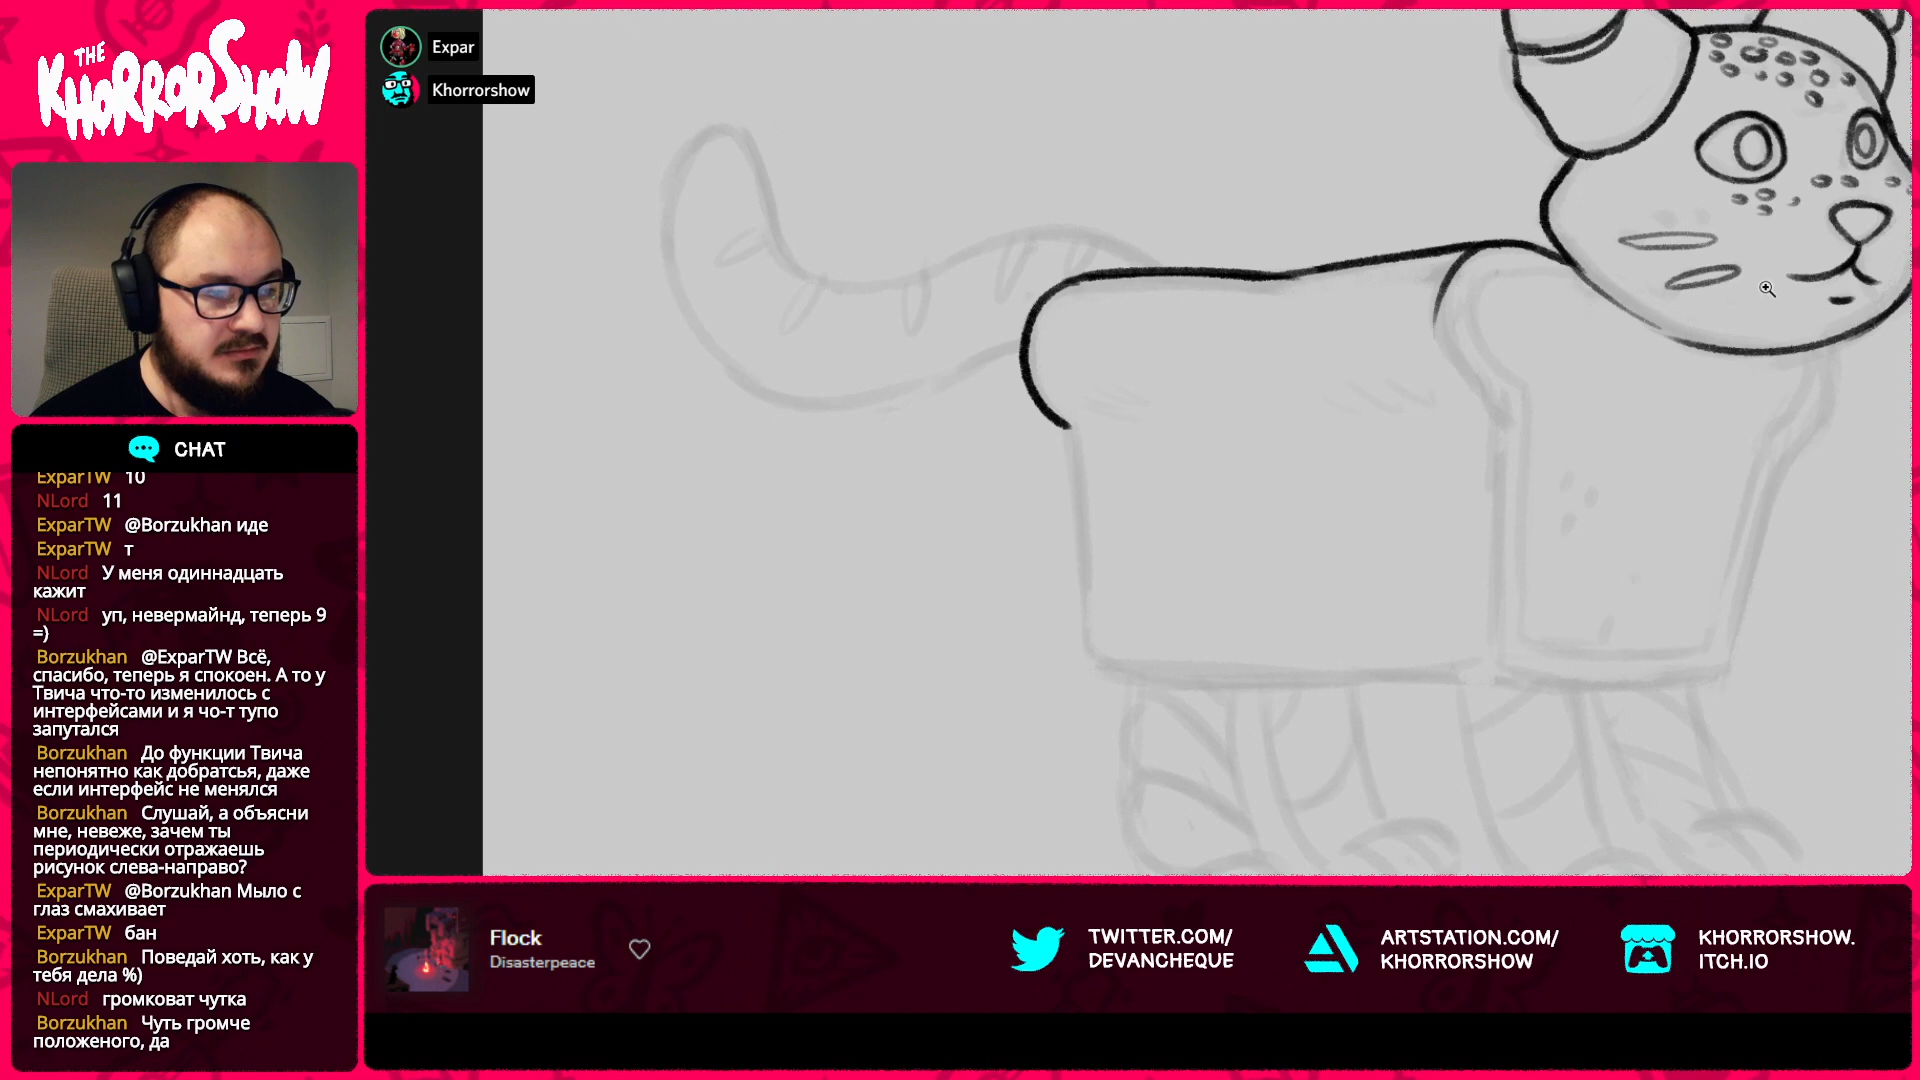 THE
KHORRORSHOW
Expar
Khorrorshow
CHAT
ExparTW 10
NLord 11
ExparTW @Borzukhan иде
ExparTW т
NLord У меня одиннадцать
кажит
NLord уп, невермайнд, теперь 9
=)
Borzukhan @ExparTW Всё,
спасибо, теперь я спокоен. А то у
Твича что-то изменилось с
интерфейсами и я чо-т тупо
запутался
Borzukhan До функции Твича
непонятно как добратсья, даже
если интерфейс не менялся
Borzukhan Слушай, а объясни
мне, невеже, зачем ты
периодически отражаешь
рисунок слева-направо?
ExparTW @Borzukhan Мыло с
глаз смахивает
ExparTW бан
Borzukhan Поведай хоть, как у
тебя дела %)
NLord громковат чутка
Borzukhan Чуть громче
положеного, да
Flock
Disasterpeace
TWITTER.COM/
DEVANCHEQUE
ARTSTATION.COM/
KHORRORSHOW
KHORRORSHOW.
ITCH.IO